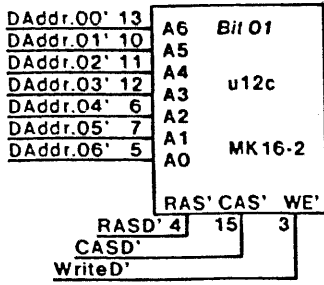 DAddr.00' 13 A6 Bit 01
DAddr.01' 10 A5
DAddr.02' 11 A4
DAddr.03' 12 A3 u12c
DAddr.04' 6 A2
DAddr.05' 7 A1 MK16-2
DAddr.06' 5 A0
RAS' CAS' WE'
RASD' 4 15 3
CASD'
WriteD'